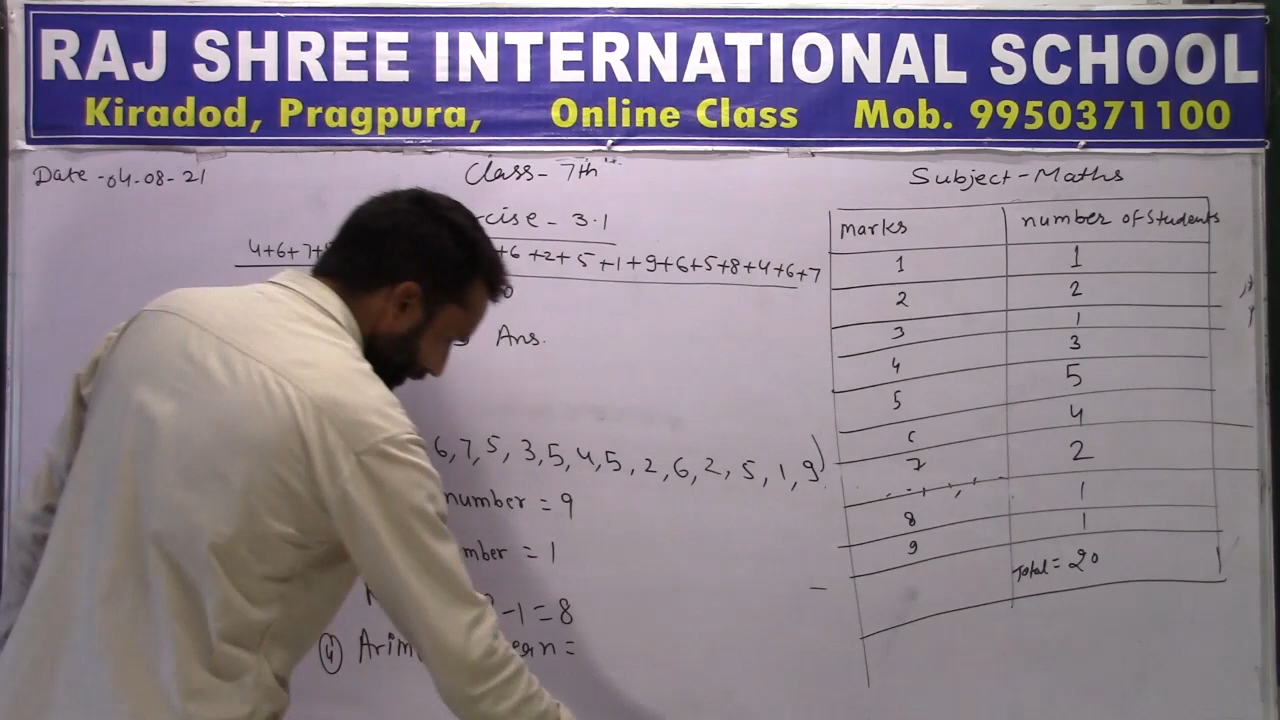 RAJ SHREE INTERNATIONAL SCHOOL
Kiradod, Pragpura, Online Class Mob. 9950371100
Date -04-08-21
Class- 7th
Subject-Maths
cise - 3.1
4+6+7+
+6+2+5+1+9+6+5+8+4+6+7
0
Ans.
6,7,5,3,5,4,5,2,6,2,5,1,9)
number = 9
mber = 1
-1=8
(4) Arim
ean =
marks number of students
1 1
2 2
3 1
4 3
5 5
6 4
7 2
8 1
9 1
Total = 20